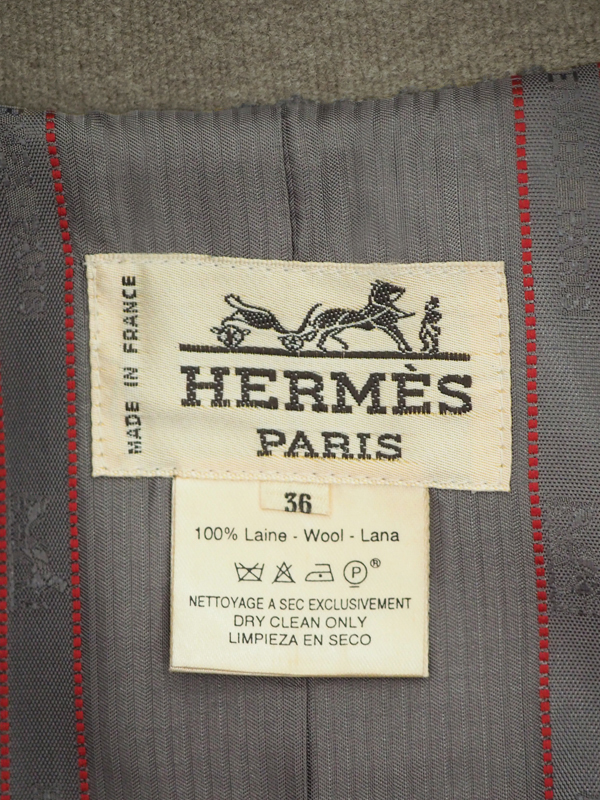 MADE IN FRANCE
HERMÈS
PARIS
36
100% Laine - Wool - Lana
P®
NETTOYAGE A SEC EXCLUSIVEMENT
DRY CLEAN ONLY
LIMPIEZA EN SECO